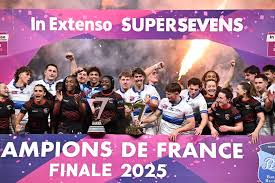 In Extenso SUPERSEVENS
AMPIONS DE FRANCE
FINALE 2025